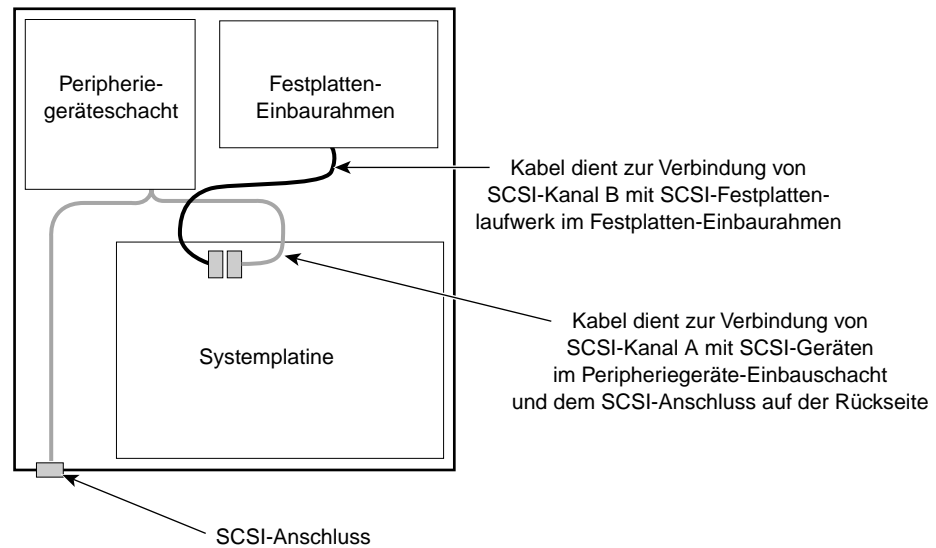 Peripherie-
geräteschacht
Festplatten-
Einbaurahmen
Kabel dient zur Verbindung von
SCSI-Kanal B mit SCSI-Festplatten-
laufwerk im Festplatten-Einbaurahmen
Kabel dient zur Verbindung von
SCSI-Kanal A mit SCSI-Geräten
im Peripheriegeräte-Einbauschacht
und dem SCSI-Anschluss auf der Rückseite
Systemplatine
SCSI-Anschluss